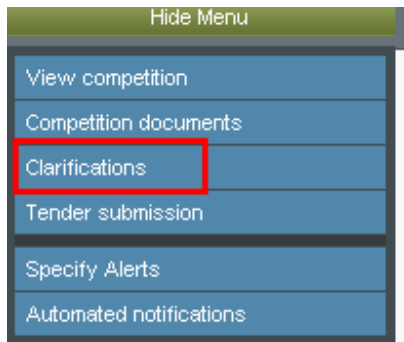 Hide Menu
View competition
Competition documents
Clarifications
Tender submission
Specify Alerts
Automated notifications